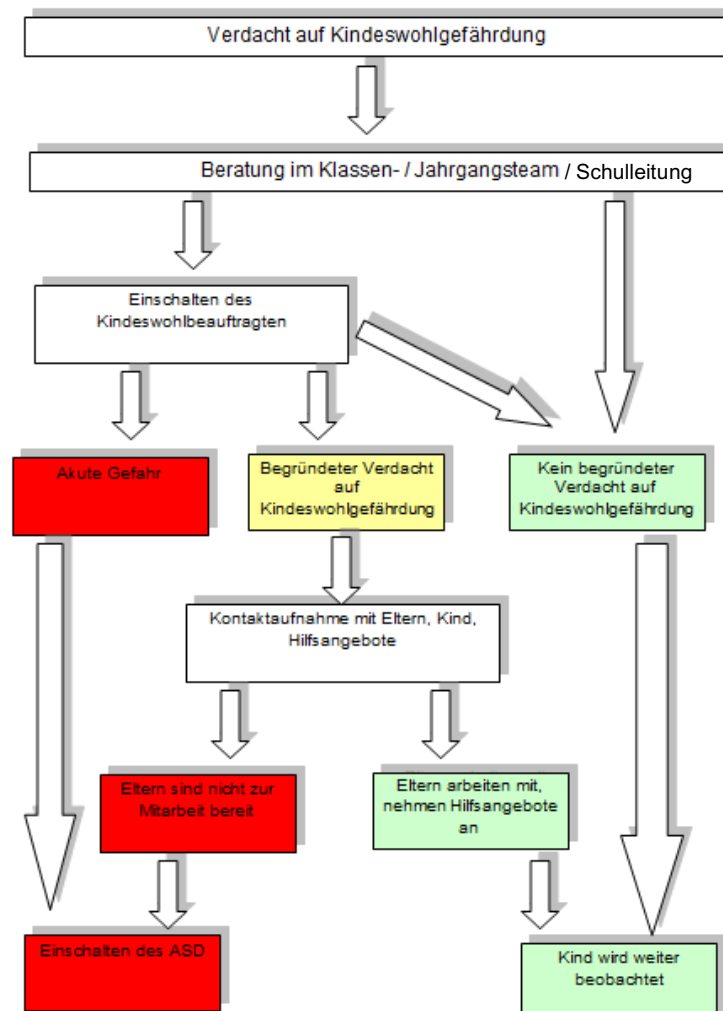 Verdacht auf Kindeswohlgefährdung
Beratung im Klassen- / Jahrgangsteam / Schulleitung
Einschalten des
Kindeswohlbeauftragten
Akute Gefahr
Begründeter Verdacht
auf
Kindeswohlgefährdung
Kein begründeter
Verdacht auf
Kindeswohlgefährdung
Kontaktaufnahme mit Eltern, Kind,
Hilfsangebote
Eltern sind nicht zur
Mitarbeit bereit
Eltern arbeiten mit,
nehmen Hilfsangebote
an
Einschalten des ASD
Kind wird weiter
beobachtet